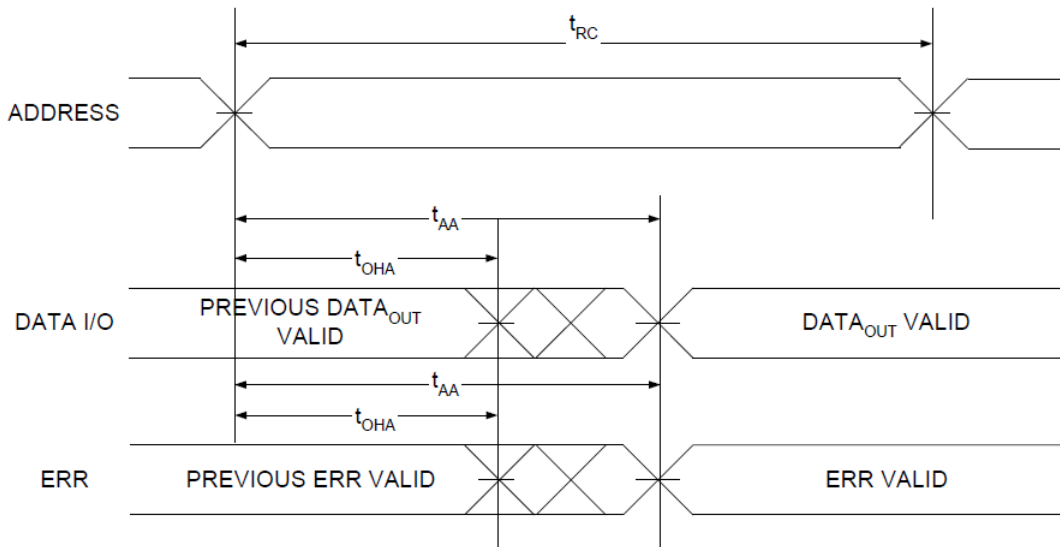 tRC
ADDRESS
tAA
tOHA
DATA I/O
PREVIOUS DATAOUT
VALID
DATAOUT VALID
tAA
tOHA
ERR
PREVIOUS ERR VALID
ERR VALID